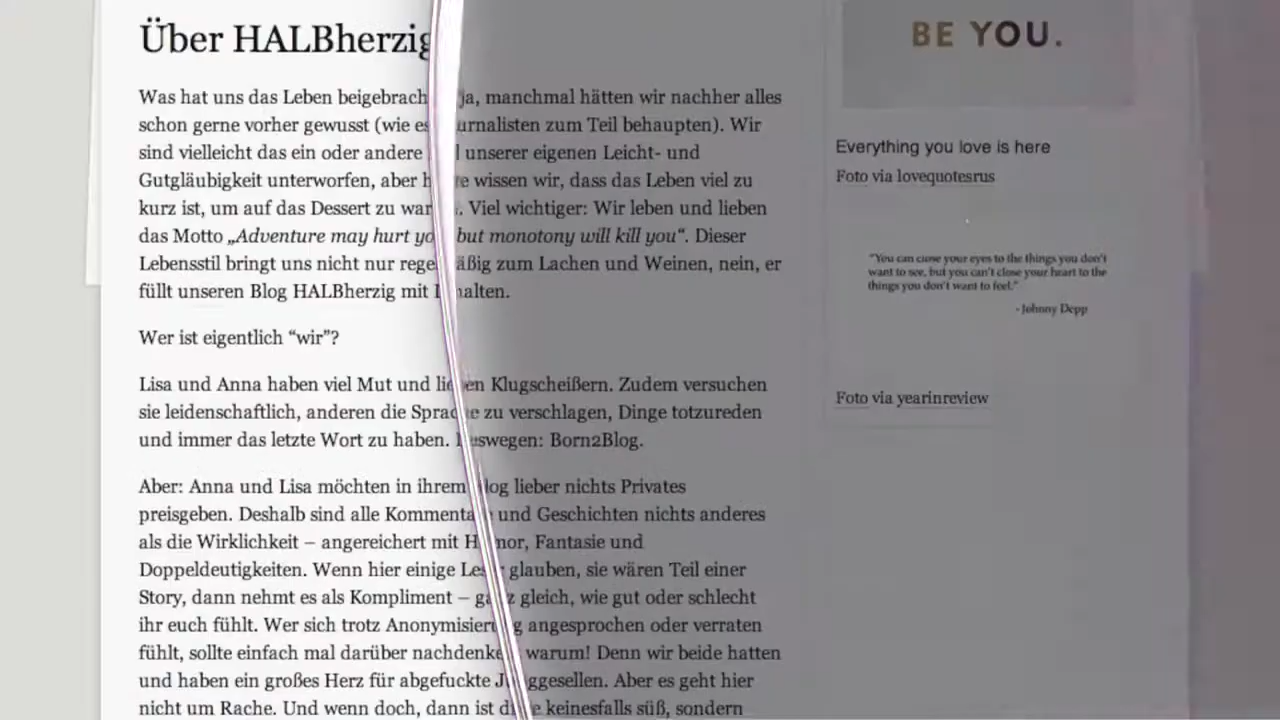 Über HALBherzig
Was hat uns das Leben beigebrach ja, manchmal hätten wir nachher alles
schon gerne vorher gewusst (wie es urnalisten zum Teil behaupten). Wir
sind vielleicht das ein oder andere l unserer eigenen Leicht- und
Gutgläubigkeit unterworfen, aber h re wissen wir, dass das Leben viel zu
kurz ist, um auf das Dessert zu war . Viel wichtiger: Wir leben und lieben
das Motto „Adventure may hurt yo but monotony will kill you“. Dieser
Lebensstil bringt uns nicht nur rege äßig zum Lachen und Weinen, nein, er
füllt unseren Blog HALBherzig mit I halten.
Wer ist eigentlich “wir”?
Lisa und Anna haben viel Mut und lieben Klugscheißern. Zudem versuchen
sie leidenschaftlich, anderen die Sprache zu verschlagen, Dinge totzureden
und immer das letzte Wort zu haben. Deswegen: Born2Blog.
Aber: Anna und Lisa möchten in ihrem log lieber nichts Privates
preisgeben. Deshalb sind alle Kommenta und Geschichten nichts anderes
als die Wirklichkeit – angereichert mit H mor, Fantasie und
Doppeldeutigkeiten. Wenn hier einige Leser glauben, sie wären Teil einer
Story, dann nehmt es als Kompliment – ganz gleich, wie gut oder schlecht
ihr euch fühlt. Wer sich trotz Anonymisierung angesprochen oder verraten
fühlt, sollte einfach mal darüber nachdenken warum! Denn wir beide hatten
und haben ein großes Herz für abgefuckte Junggesellen. Aber es geht hier
nicht um Rache. Und wenn doch, dann ist diese keinesfalls süß, sondern
BE YOU.
Everything you love is here
Foto via lovequotesrus
"You can close your eyes to the things you don't
want to see, but you can't close your heart to the
things you don't want to feel."
- Johnny Depp
Foto via yearinreview